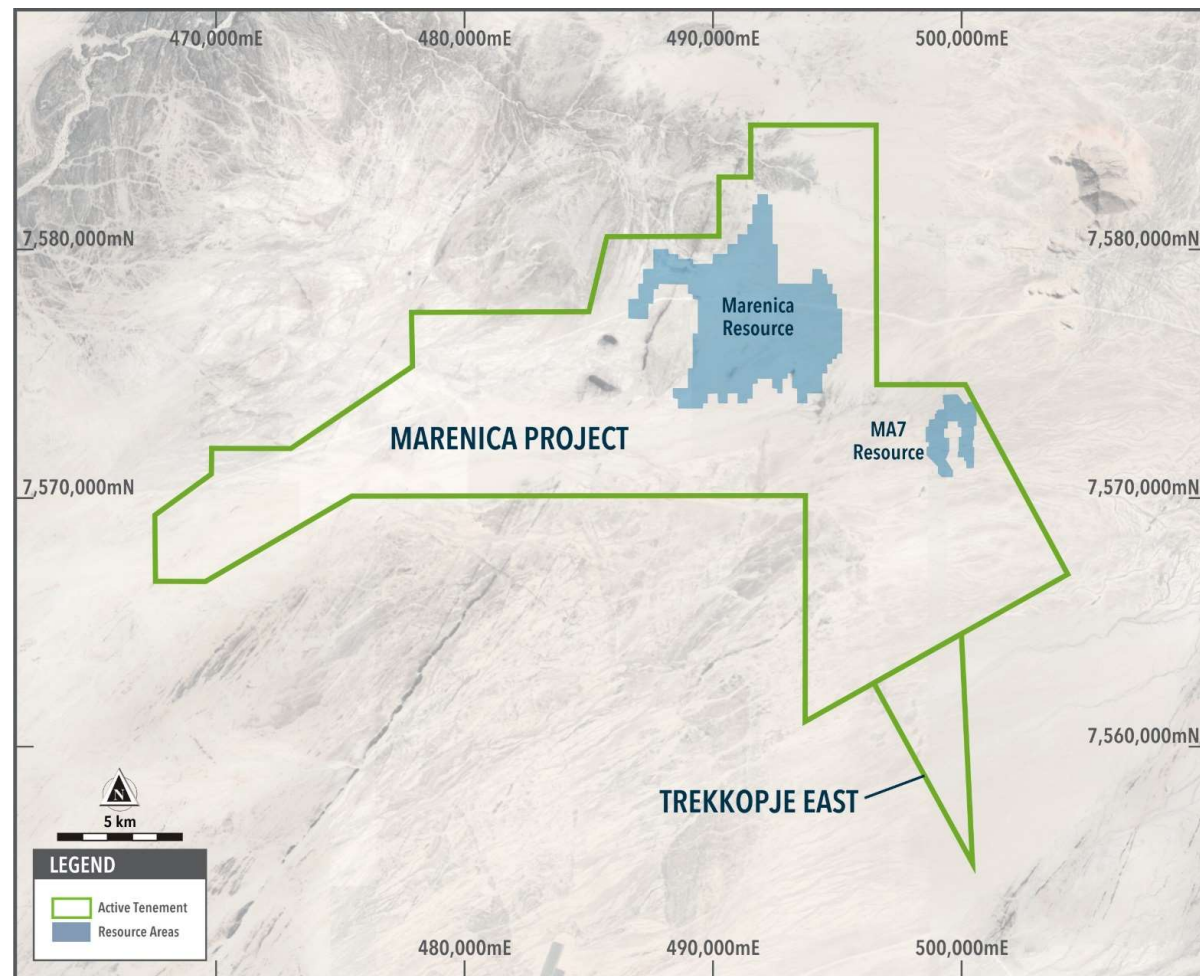 470,000mE
480,000mE
490,000mE
500,000mE
7,580,000mN
7,580,000mN
Marenica
Resource
MARENICA PROJECT
MA7
Resource
7,570,000mN
7,570,000mN
7,560,000mN
TREKKOPJE EAST
N
5 km
LEGEND
Active Tenement
Resource Areas
480,000mE
490,000mE
500,000mE